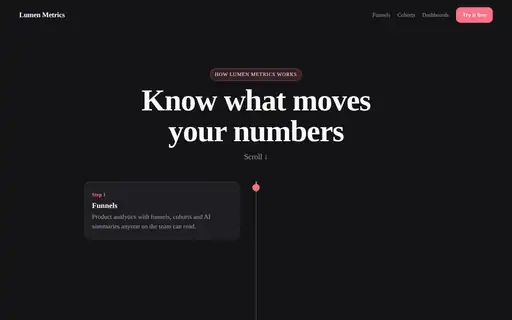 Lumen Metrics
Funnels
Cohorts
Dashboards
Try it free
HOW LUMEN METRICS WORKS
Know what moves
your numbers
Scroll ↓
Step 1
Funnels
Product analytics with funnels, cohorts and AI
summaries anyone on the team can read.